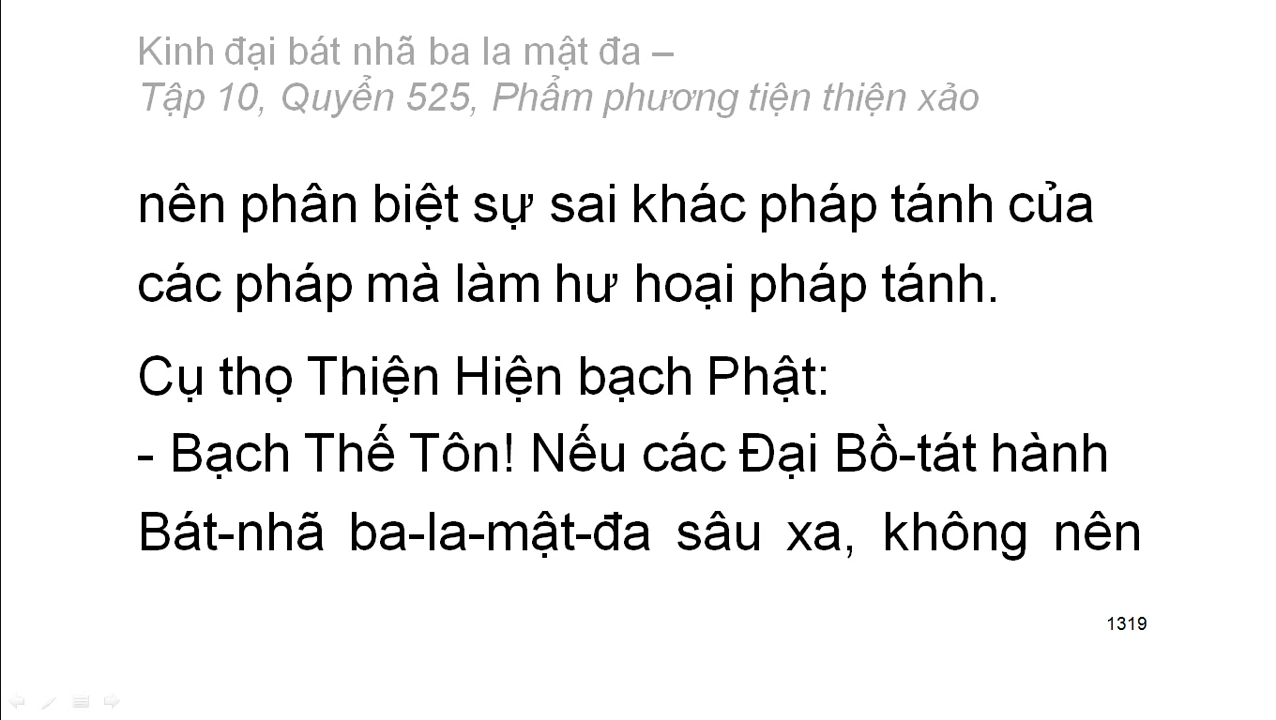 Kinh đại bát nhã ba la mật đa –
Tập 10, Quyển 525, Phẩm phương tiện thiện xảo
nên phân biệt sự sai khác pháp tánh của
các pháp mà làm hư hoại pháp tánh.
Cụ thọ Thiện Hiện bạch Phật:
- Bạch Thế Tôn! Nếu các Đại Bồ-tát hành
Bát-nhã ba-la-mật-đa sâu xa, không nên
1319